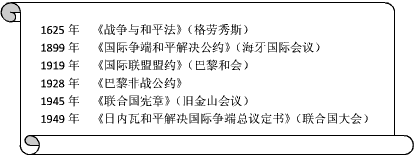 1625 年 《战争与和平法》（格劳秀斯）
1899 年 《国际争端和平解决公约》（海牙国际会议）
1919 年 《国际联盟盟约》（巴黎和会）
1928 年 《巴黎非战公约》
1945 年 《联合国宪章》（旧金山会议）
1949 年 《日内瓦和平解决国际争端总议定书》（联合国大会）